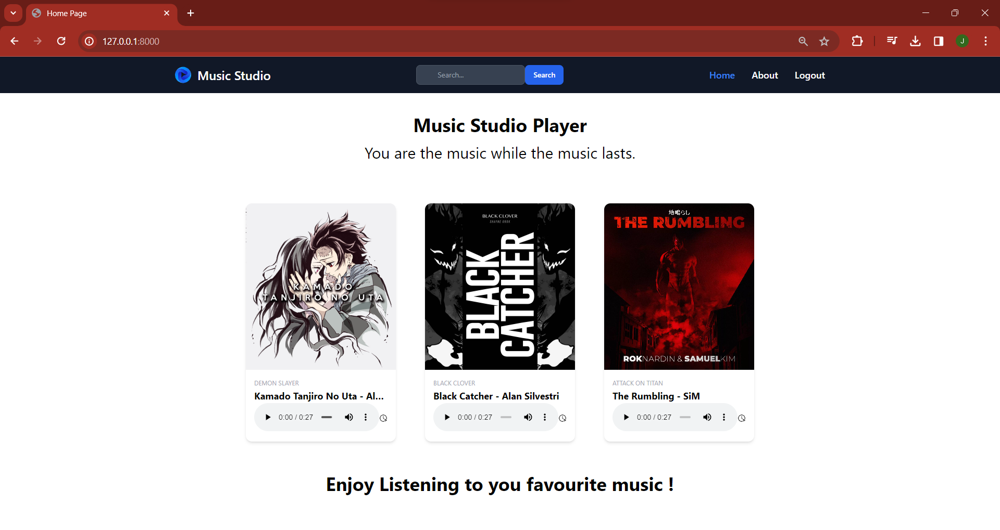 Home Page
127.0.0.1:8000
J
Music Studio
Search...
Search
Home
About
Logout
Music Studio Player
You are the music while the music lasts.
KAMADO
TANJIRO NO UTA
DEMON SLAYER
Kamado Tanjiro No Uta - Al...
0:00 / 0:27
BLACK CLOVER
SHAYNE OROK
BLACK
CATCHER
BLACK CLOVER
Black Catcher - Alan Silvestri
0:00 / 0:27
地鳴らし
THE RUMBLING
ROKNARDIN & SAMUELKIM
ATTACK ON TITAN
The Rumbling - SiM
0:00 / 0:27
Enjoy Listening to you favourite music !